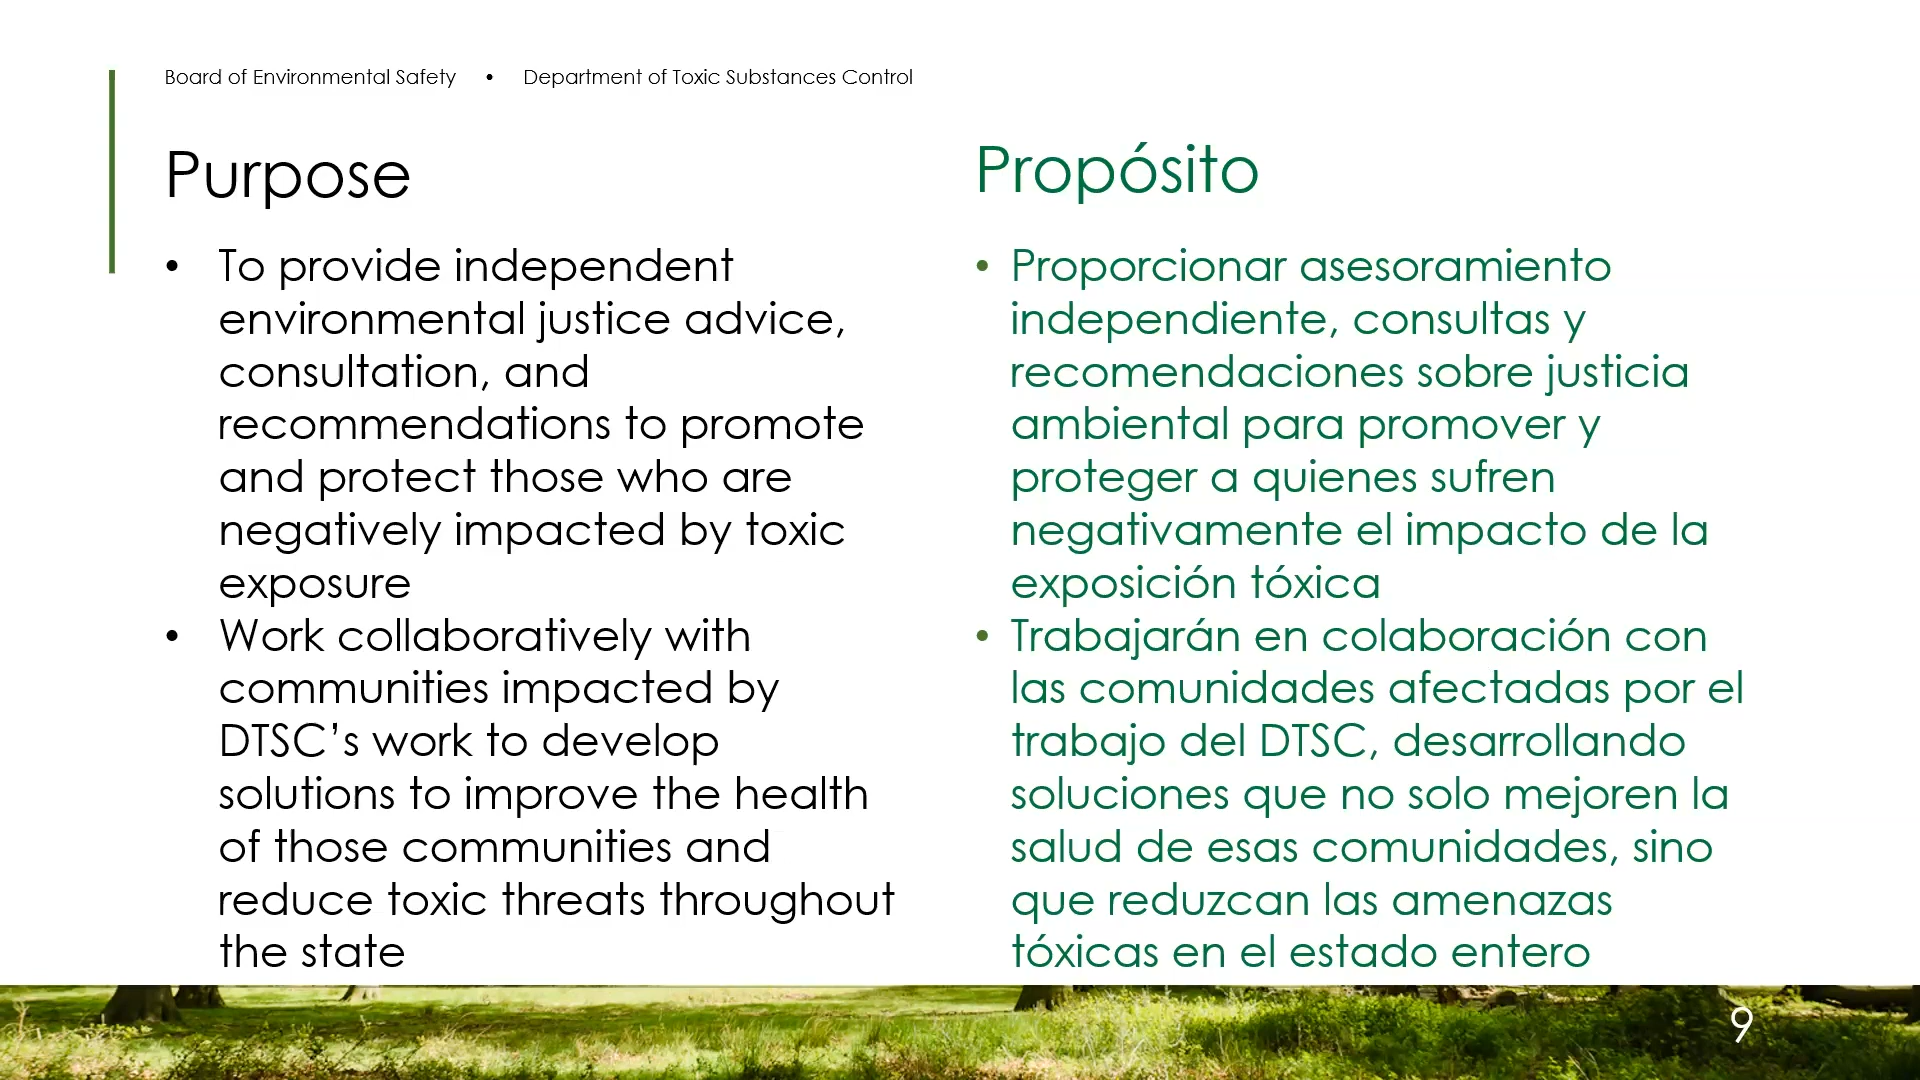 Board of Environmental Safety • Department of Toxic Substances Control
Purpose
• To provide independent
environmental justice advice,
consultation, and
recommendations to promote
and protect those who are
negatively impacted by toxic
exposure
• Work collaboratively with
communities impacted by
DTSC’s work to develop
solutions to improve the health
of those communities and
reduce toxic threats throughout
the state
Propósito
• Proporcionar asesoramiento
independiente, consultas y
recomendaciones sobre justicia
ambiental para promover y
proteger a quienes sufren
negativamente el impacto de la
exposición tóxica
• Trabajarán en colaboración con
las comunidades afectadas por el
trabajo del DTSC, desarrollando
soluciones que no solo mejoren la
salud de esas comunidades, sino
que reduzcan las amenazas
tóxicas en el estado entero
9